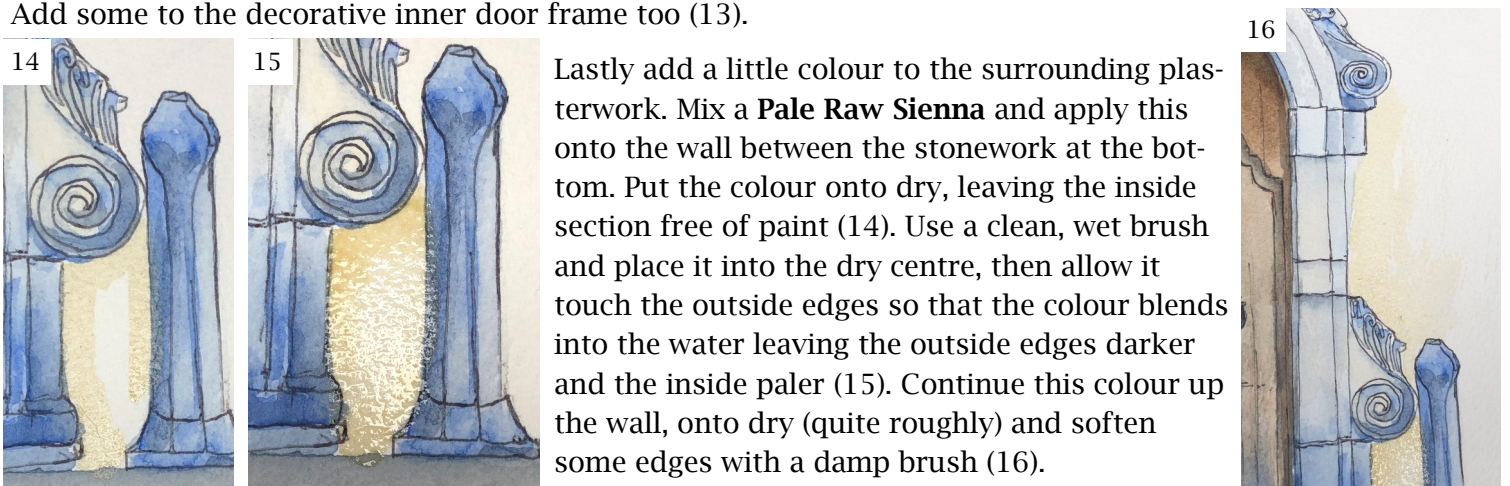 Add some to the decorative inner door frame too (13).
14
15
16
Lastly add a little colour to the surrounding plas-
terwork. Mix a Pale Raw Sienna and apply this
onto the wall between the stonework at the bot-
tom. Put the colour onto dry, leaving the inside
section free of paint (14). Use a clean, wet brush
and place it into the dry centre, then allow it
touch the outside edges so that the colour blends
into the water leaving the outside edges darker
and the inside paler (15). Continue this colour up
the wall, onto dry (quite roughly) and soften
some edges with a damp brush (16).